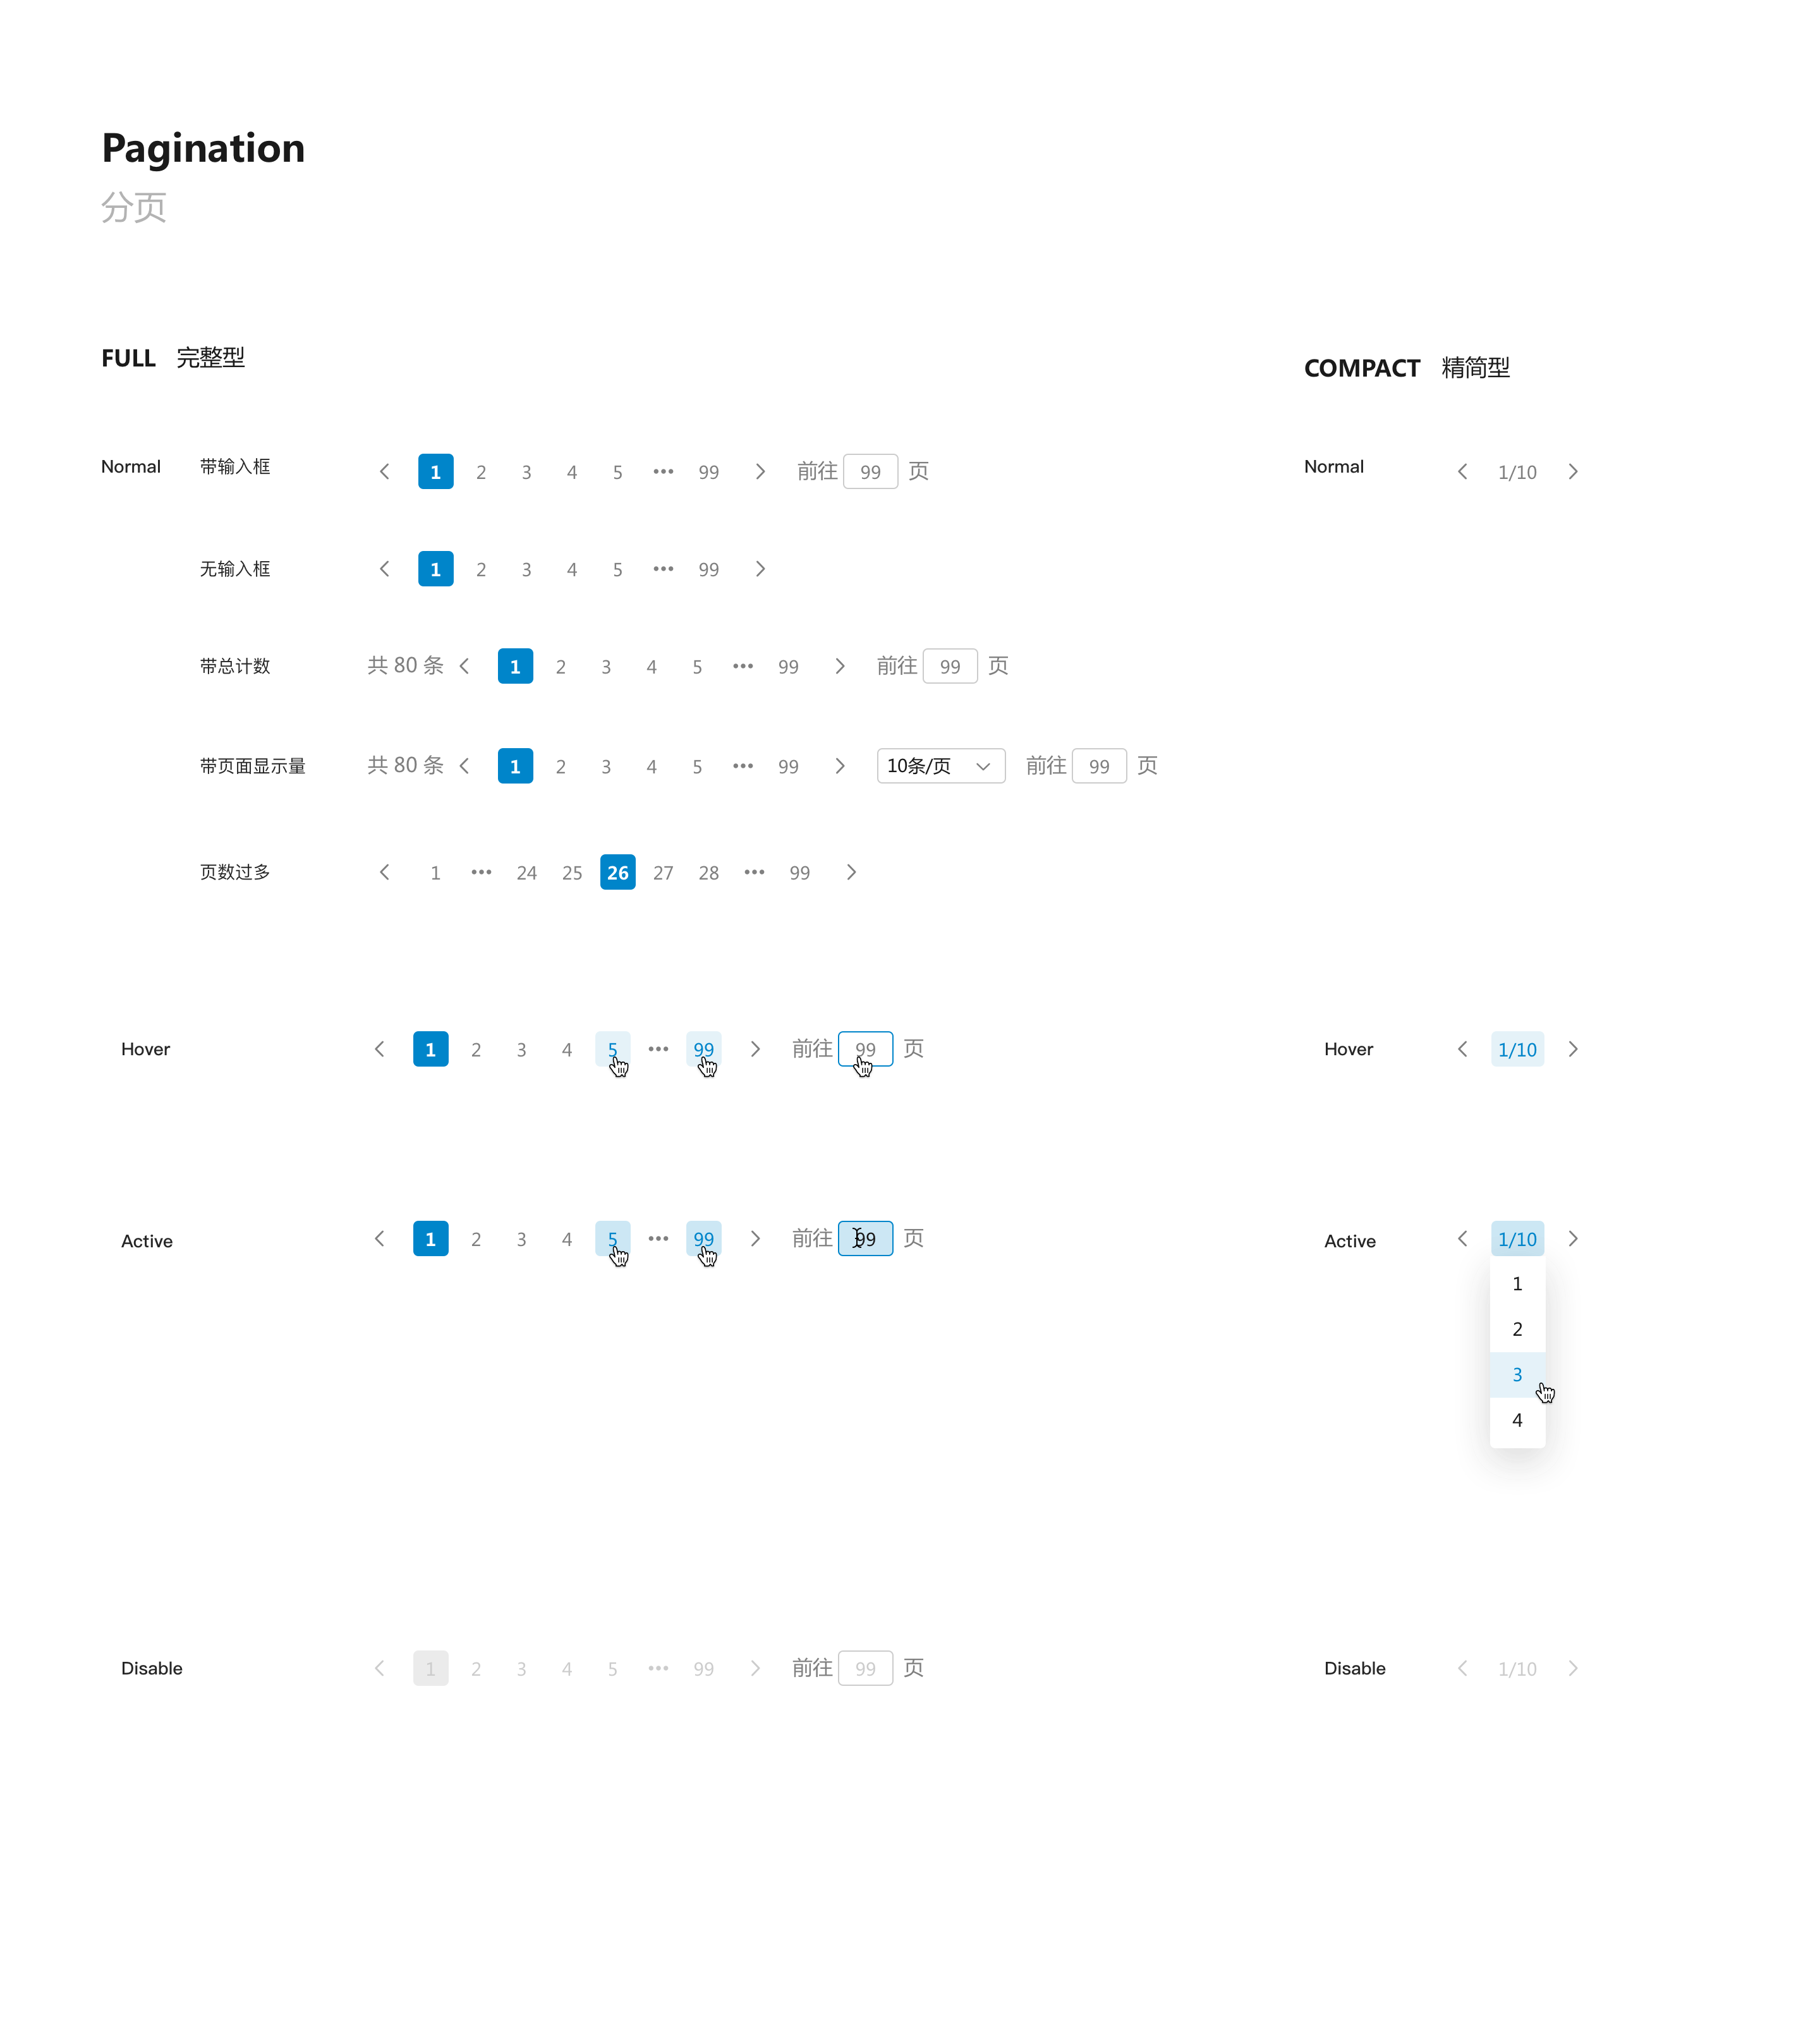 Pagination
分页
FULL 完整型
COMPACT 精简型
Normal 带输入框 1 2 3 4 5 ••• 99 前往 99 页
Normal 1/10
无输入框 1 2 3 4 5 ••• 99
带总计数 共 80 条 1 2 3 4 5 ••• 99 前往 99 页
带页面显示量 共 80 条 1 2 3 4 5 ••• 99 10条/页 前往 99 页
页数过多 1 ••• 24 25 26 27 28 ••• 99
Hover 1 2 3 4 5 ••• 99 前往 99 页
Hover 1/10
Active 1 2 3 4 5 ••• 99 前往 99 页
Active 1/10
1
2
3
4
Disable 1 2 3 4 5 ••• 99 前往 99 页
Disable 1/10